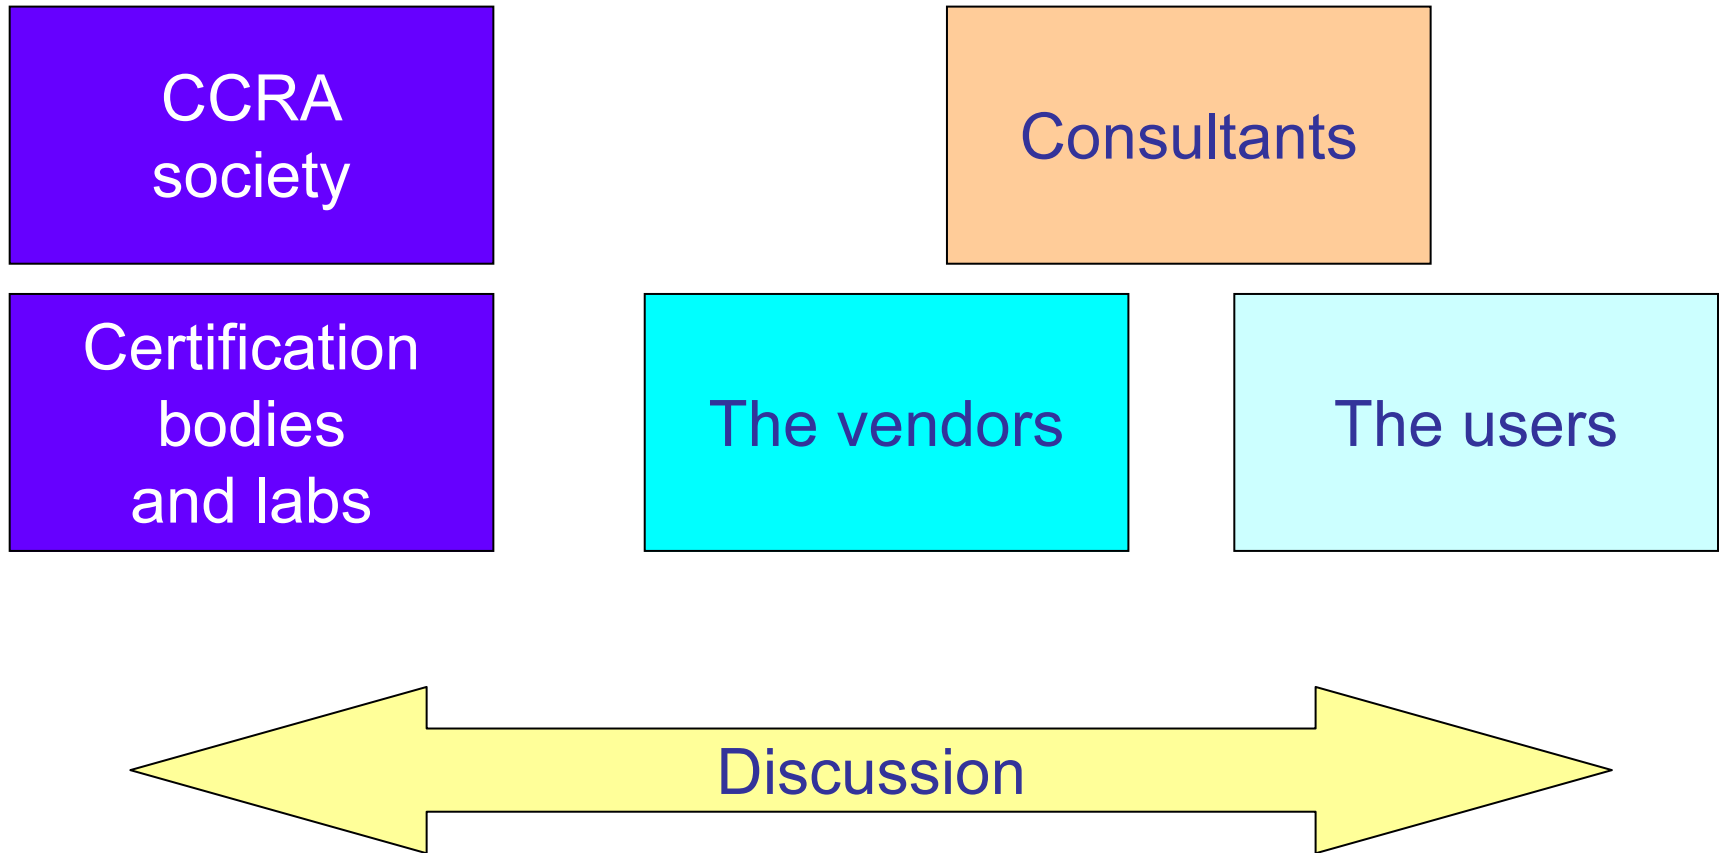 CCRA
society
Consultants
Certification
bodies
and labs
The vendors
The users
Discussion